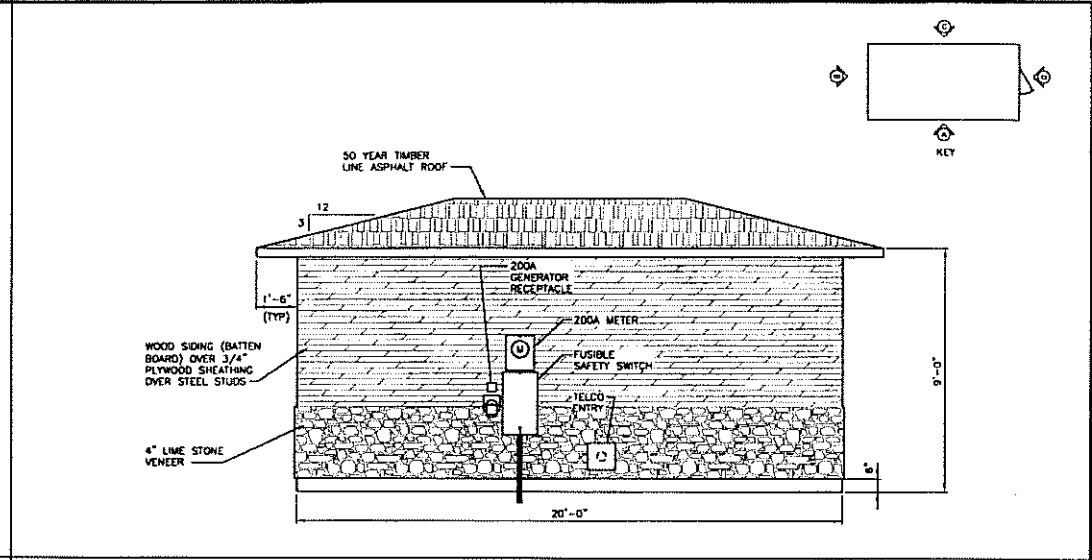 C
B
D
A
KEY
50 YEAR TIMBER
LINE ASPHALT ROOF
12
3
200A
GENERATOR
RECEPTACLE
1'-6"
(TYP)
200A METER
M
FUSIBLE
SAFETY SWITCH
WOOD SIDING (BATTEN
BOARD) OVER 3/4"
PLYWOOD SHEATHING
OVER STEEL STUDS
TELCO
ENTRY
9'-0"
4" LIME STONE
VENEER
6"
20'-0"